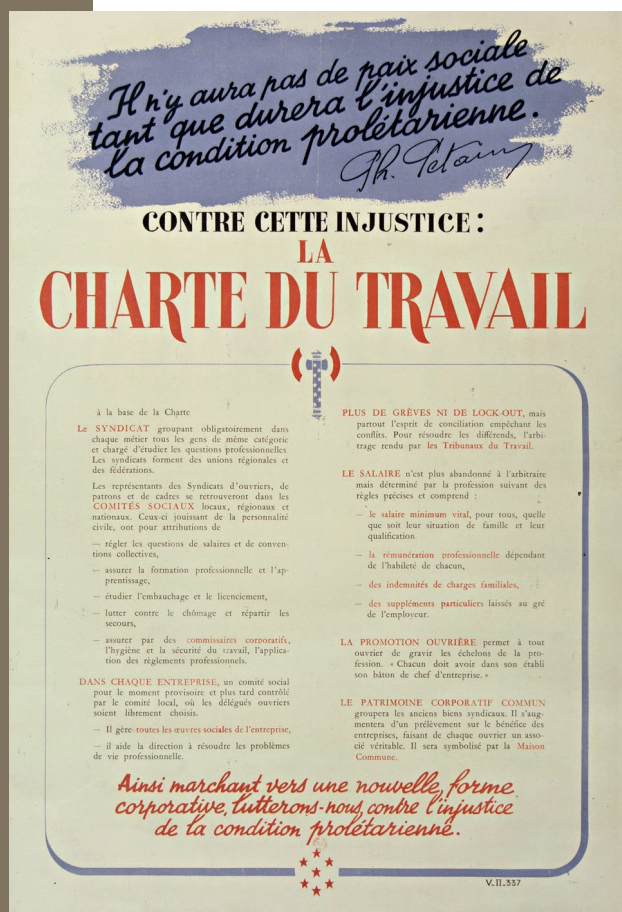 Il n'y aura pas de paix sociale
tant que durera l'injustice de
la condition prolétarienne.
Ph. Pétain
CONTRE CETTE INJUSTICE :
LA
CHARTE DU TRAVAIL
à la base de la Charte
Le SYNDICAT groupant obligatoirement dans
chaque métier tous les gens de même catégorie
et chargé d'étudier les questions professionnelles.
Les syndicats forment des unions régionales et
des fédérations.
Les représentants des Syndicats d'ouvriers, de
patrons et de cadres se retrouveront dans les
COMITÉS SOCIAUX locaux, régionaux et
nationaux. Ceux-ci jouissant de la personnalité
civile, ont pour attributions de
— régler les questions de salaires et de conven-
tions collectives,
— assurer la formation professionnelle et l'ap-
prentissage,
— étudier l'embauchage et le licenciement,
— lutter contre le chômage et répartir les
secours,
— assurer par des commissaires corporatifs,
l'hygiène et la sécurité du travail, l'applica-
tion des règlements professionnels.
DANS CHAQUE ENTREPRISE, un comité social
pour le moment provisoire et plus tard contrôlé
par le comité local, où les délégués ouvriers
soient librement choisis.
— Il gère toutes les œuvres sociales de l'entreprise,
— il aide la direction à résoudre les problèmes
de vie professionnelle.
PLUS DE GRÈVES NI DE LOCK-OUT, mais
partout l'esprit de conciliation empêchant les
conflits. Pour résoudre les différends, l'arbi-
trage rendu par les Tribunaux du Travail.
LE SALAIRE n'est plus abandonné à l'arbitraire
mais déterminé par la profession suivant des
règles précises et comprend :
— le salaire minimum vital, pour tous, quelle
que soit leur situation de famille et leur
qualification
— la rémunération professionnelle dépendant
de l'habileté de chacun,
— des indemnités de charges familiales,
— des suppléments particuliers laissés au gré
de l'employeur.
LA PROMOTION OUVRIÈRE permet à tout
ouvrier de gravir les échelons de la pro-
fession. « Chacun doit avoir dans son établi
son bâton de chef d'entreprise. »
LE PATRIMOINE CORPORATIF COMMUN
groupera les anciens biens syndicaux. Il s'aug-
mentera d'un prélèvement sur le bénéfice des
entreprises, faisant de chaque ouvrier un asso-
cié véritable. Il sera symbolisé par la Maison
Commune.
Ainsi marchant vers une nouvelle forme
corporative, lutterons-nous contre l'injustice
de la condition prolétarienne.
V.II.337